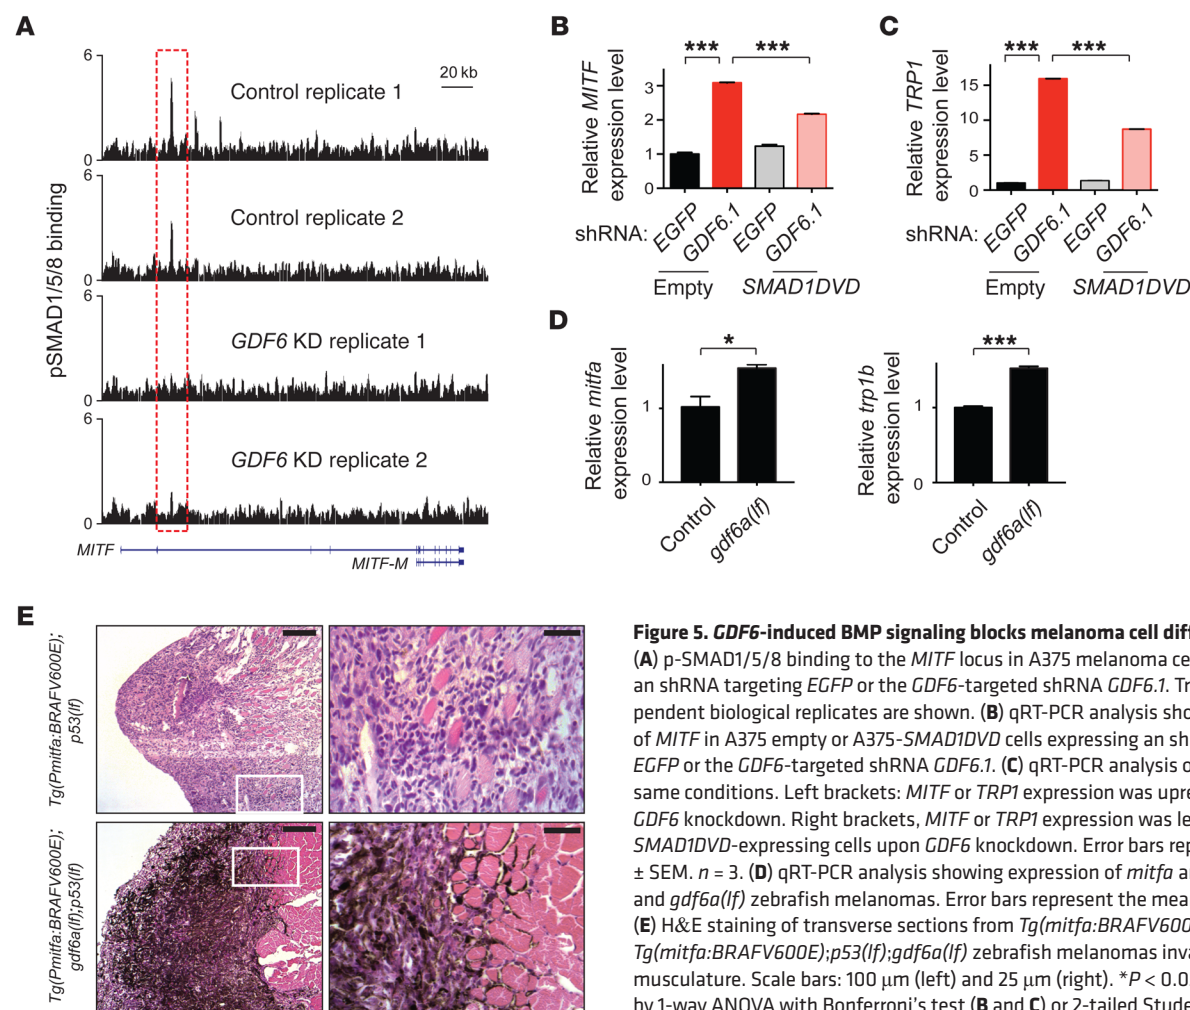 A
6
0
Control replicate 1
20 kb
6
0
Control replicate 2
6
0
GDF6 KD replicate 1
6
0
GDF6 KD replicate 2
pSMAD1/5/8 binding
MITF
MITF-M
B
Relative MITF
expression level
3
2
1
0
***
***
shRNA:
EGFP
GDF6.1
EGFP
GDF6.1
Empty
SMAD1DVD
C
Relative TRP1
expression level
15
10
5
0
***
***
shRNA:
EGFP
GDF6.1
EGFP
GDF6.1
Empty
SMAD1DVD
D
Relative mitfa
expression level
1
0
*
Control
gdf6a(lf)
Relative trp1b
expression level
1
0
***
Control
gdf6a(lf)
E
Tg(Pmitfa:BRAFV600E);
p53(lf)
Tg(Pmitfa:BRAFV600E);
gdf6a(lf);p53(lf)
Figure 5. GDF6-induced BMP signaling blocks melanoma cell diff
(A) p-SMAD1/5/8 binding to the MITF locus in A375 melanoma ce
an shRNA targeting EGFP or the GDF6-targeted shRNA GDF6.1. Tr
pendent biological replicates are shown. (B) qRT-PCR analysis sho
of MITF in A375 empty or A375-SMAD1DVD cells expressing an sh
EGFP or the GDF6-targeted shRNA GDF6.1. (C) qRT-PCR analysis o
same conditions. Left brackets: MITF or TRP1 expression was upre
GDF6 knockdown. Right brackets, MITF or TRP1 expression was le
SMAD1DVD-expressing cells upon GDF6 knockdown. Error bars rep
± SEM. n = 3. (D) qRT-PCR analysis showing expression of mitfa a
and gdf6a(lf) zebrafish melanomas. Error bars represent the mea
(E) H&E staining of transverse sections from Tg(mitfa:BRAFV600
Tg(mitfa:BRAFV600E);p53(lf);gdf6a(lf) zebrafish melanomas inva
musculature. Scale bars: 100 μm (left) and 25 μm (right). *P < 0.0
by 1-way ANOVA with Bonferroni's test (B and C) or 2-tailed Stude